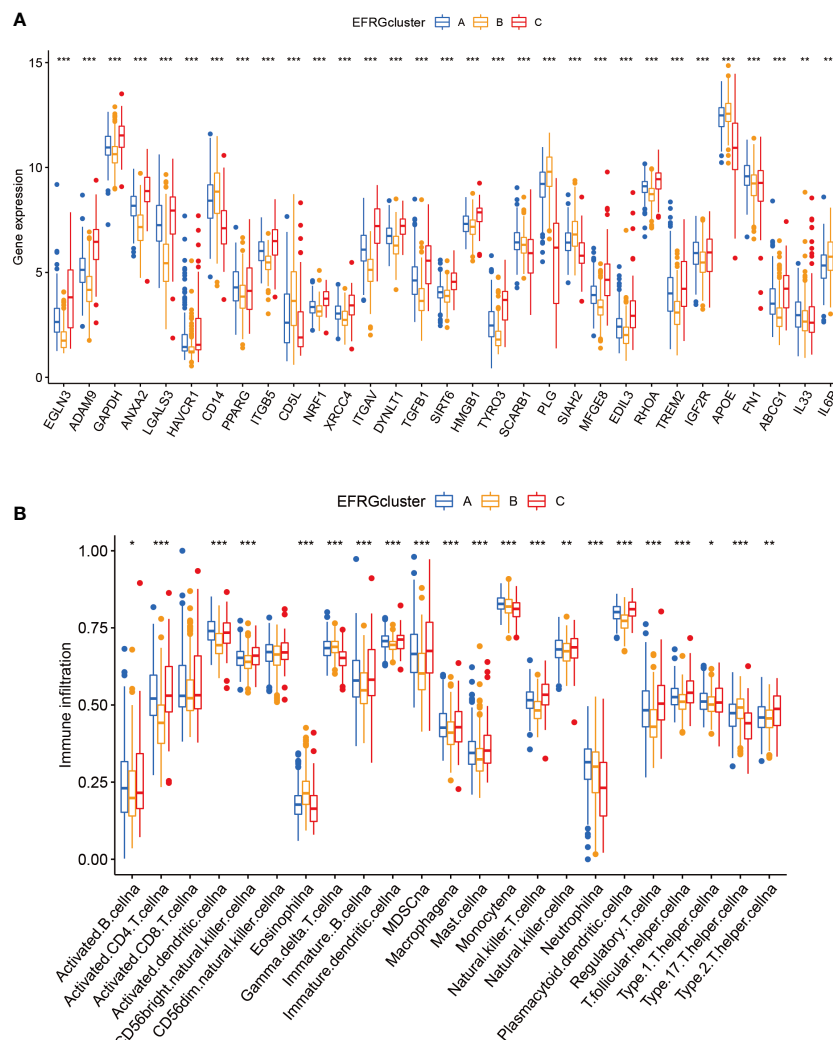 A
EFRGcluster A B C
*** *** *** *** *** *** *** *** *** *** *** *** *** *** *** *** *** *** *** *** *** *** *** *** *** *** *** *** ** **
15
10
5
0
Gene expression
EGLN3 ADAM9 GAPDH ANXA2 LGALS3 HAVCR1 CD14 PPARG ITGB5 CD5L NRF1 XRCC4 ITGAV DYNLT1 TGFB1 SIRT6 HMGB1 TYRO3 SCARB1 PLG SIAH2 MFGE8 EDIL3 RHOA TREM2 IGF2R APOE FN1 ABCG1 IL33
B
EFRGcluster A B C
* *** *** *** *** *** *** *** *** *** *** *** *** ** *** *** *** *** * *** **
1.00
0.75
0.50
0.25
0.00
Immune infiltration
Activated.B.cellna
Activated.CD4.T.cellna
Activated.CD8.T.cellna
Activated.dendritic.cellna
CD56bright.natural.killer.cellna
CD56dim.natural.killer.cellna
Eosinophilna
Gamma.delta.T.cellna
Immature..B.cellna
Immature.dendritic.cellna
MDSCna
Macrophagena
Mast.cellna
Monocytena
Natural.killer.T.cellna
Natural.killer.cellna
Neutrophilna
Plasmacytoid.dendritic.cellna
Regulatory.T.cellna
T.follicular.helper.cellna
Type.1.T.helper.cellna
Type.17.T.helper.cellna
Type.2.T.helper.cellna